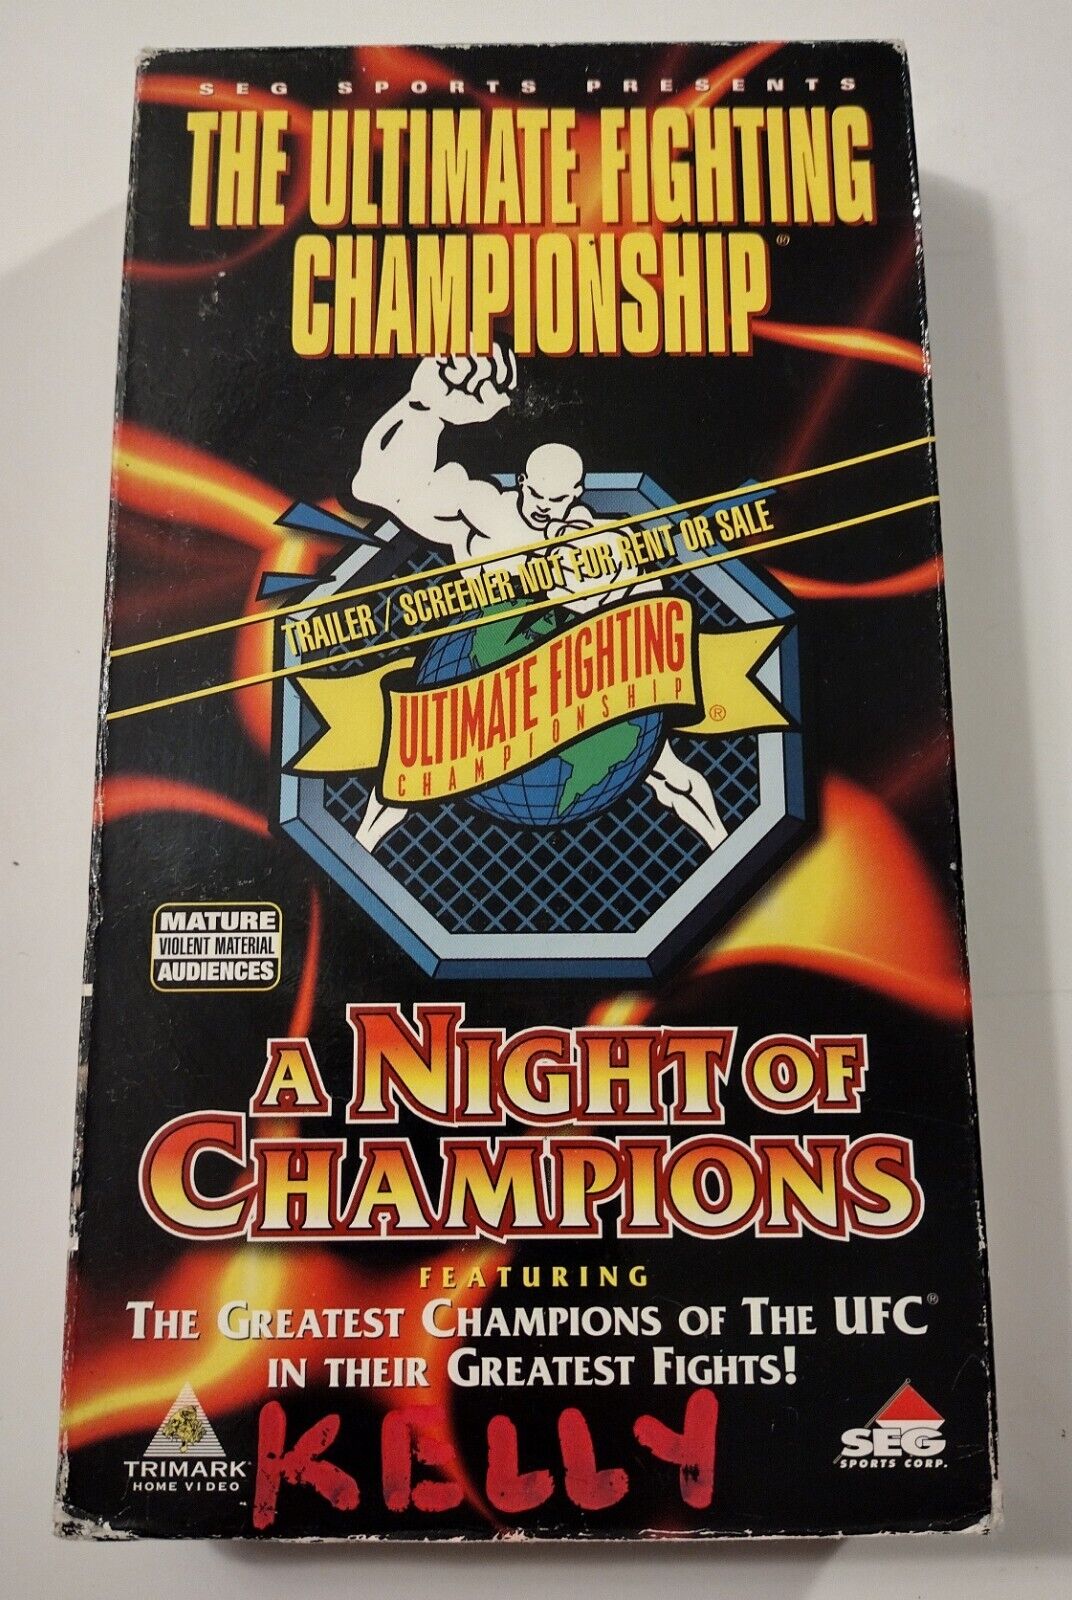 SEG SPORTS PRESENTS
THE ULTIMATE FIGHTING
CHAMPIONSHIP®
TRAILER / SCREENER NOT FOR RENT OR SALE
ULTIMATE FIGHTING
CHAMPIONSHIP ®
MATURE
VIOLENT MATERIAL
AUDIENCES
A NIGHT OF
CHAMPIONS
FEATURING
THE GREATEST CHAMPIONS OF THE UFC®
IN THEIR GREATEST FIGHTS!
KELLY
TRIMARK
HOME VIDEO
SEG
SPORTS CORP.